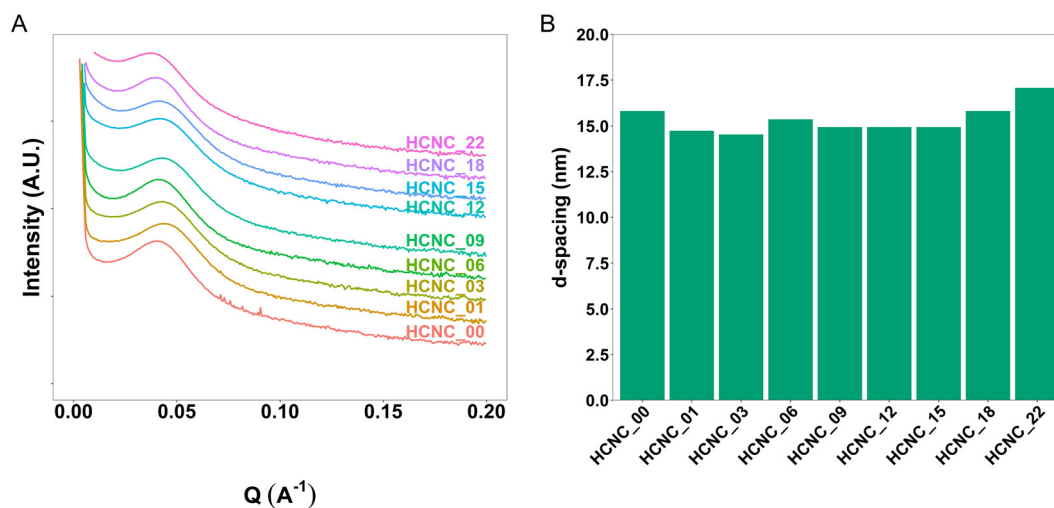 A
Intensity (A.U.)
HCNC_22
HCNC_18
HCNC_15
HCNC_12
HCNC_09
HCNC_06
HCNC_03
HCNC_01
HCNC_00
0.00 0.05 0.10 0.15 0.20
Q (A⁻¹)
B
d-spacing (nm)
20.0
17.5
15.0
12.5
10.0
7.5
5.0
2.5
0.0
HCNC_00 HCNC_01 HCNC_03 HCNC_06 HCNC_09 HCNC_12 HCNC_15 HCNC_18 HCNC_22